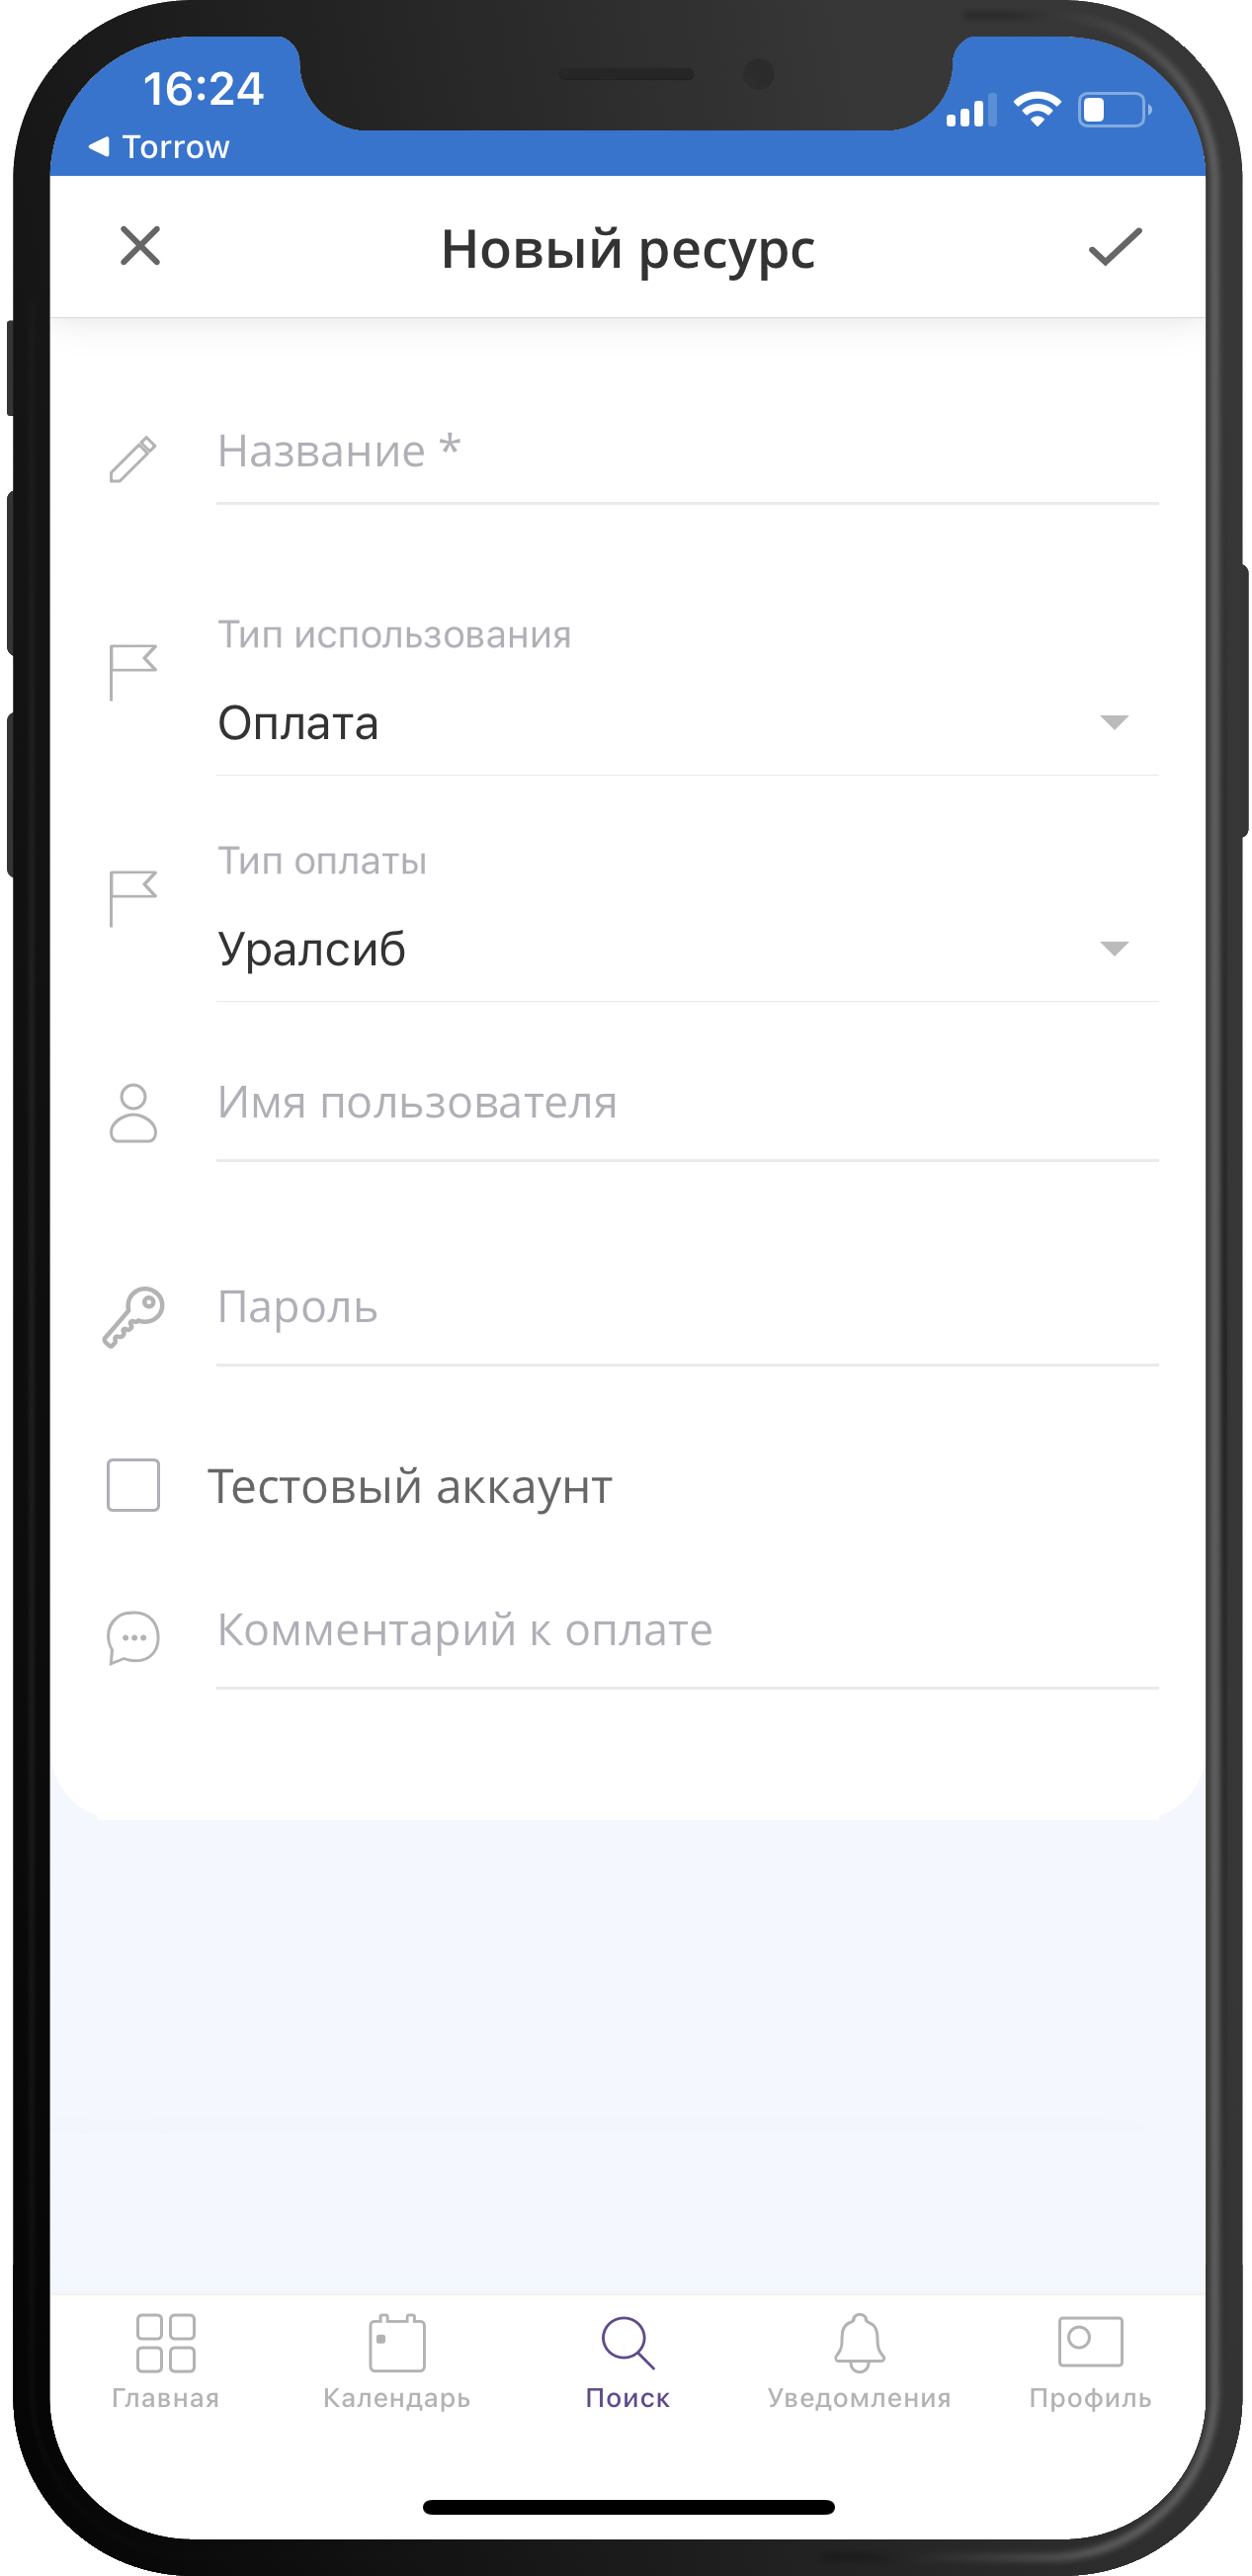 16:24
Torrow
Новый ресурс
Название *
Тип использования
Оплата
Тип оплаты
Уралсиб
Имя пользователя
Пароль
Тестовый аккаунт
Комментарий к оплате
Главная
Календарь
Поиск
Уведомления
Профиль